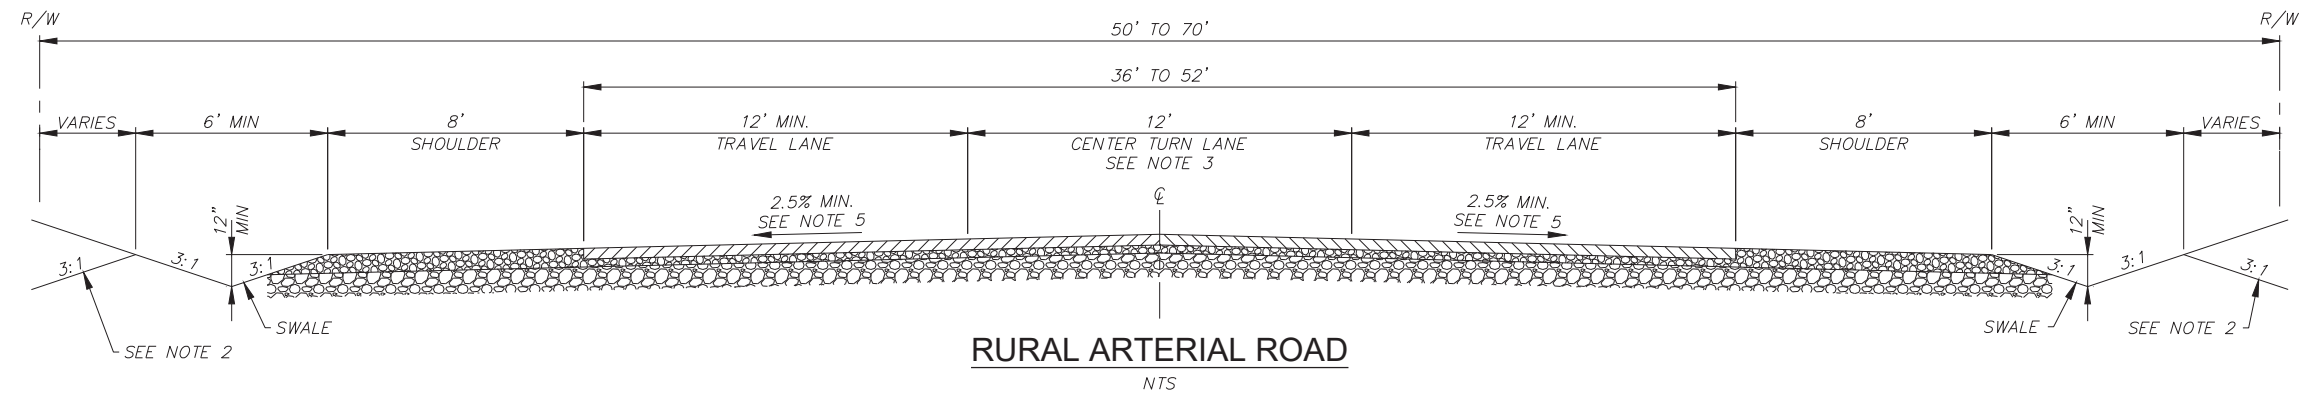 R/W
R/W
50' TO 70'
36' TO 52'
VARIES
6' MIN
8'
12' MIN.
12'
12' MIN.
8'
6' MIN
VARIES
SHOULDER
TRAVEL LANE
CENTER TURN LANE
TRAVEL LANE
SHOULDER
SEE NOTE 3
℄
2.5% MIN.
SEE NOTE 5
2.5% MIN.
SEE NOTE 5
12"
MIN
12"
MIN
3:1
3:1
3:1
3:1
3:1
3:1
SWALE
SEE NOTE 2
SWALE
SEE NOTE 2
RURAL ARTERIAL ROAD
NTS